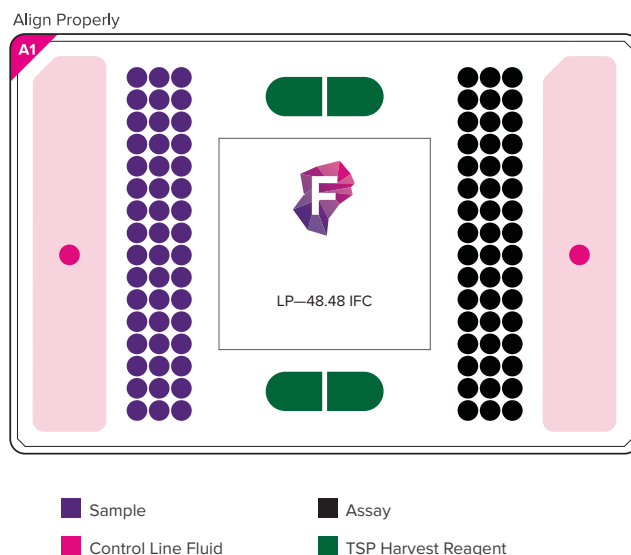 Align Properly
A1
F
LP—48.48 IFC
Sample
Assay
Control Line Fluid
TSP Harvest Reagent